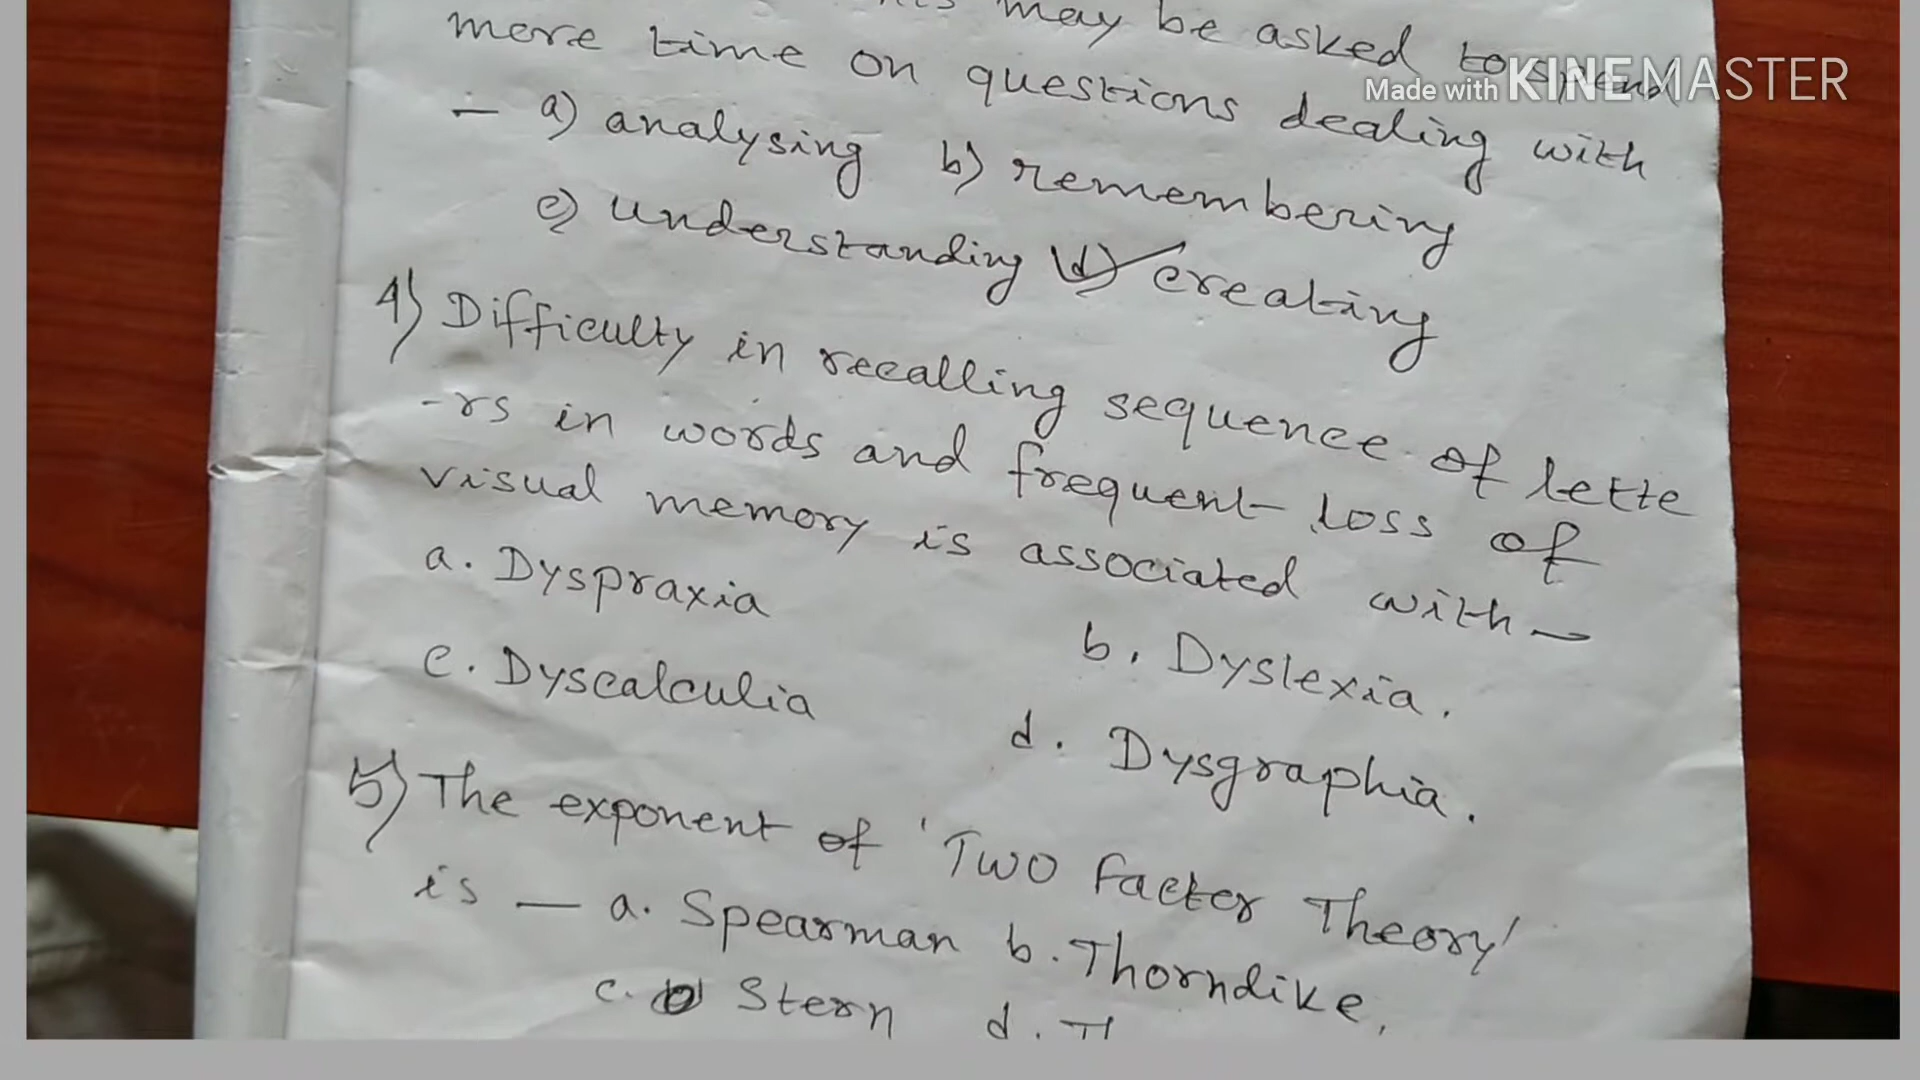 may be asked to spend
more time on questions dealing with
— a) analysing b) remembering
c) understanding d) creating
4) Difficulty in recalling sequence of lette
-rs in words and frequent loss of
visual memory is associated with —
a. Dyspraxia
b. Dyslexia.
c. Dyscalculia
d. Dysgraphia.
5) The exponent of 'Two Factor Theory'
is — a. Spearman b. Thorndike,
c. Stern d.
Made with KINEMASTER